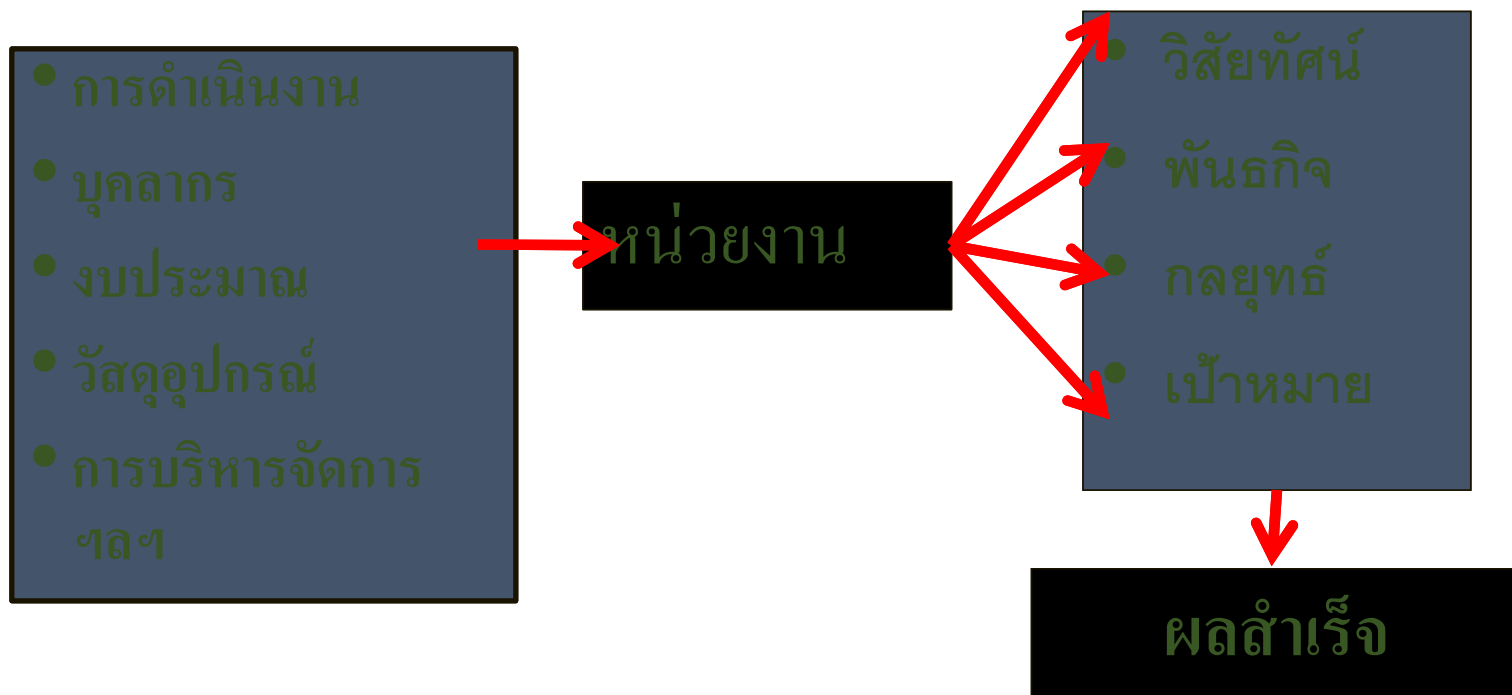 • การดำเนินงาน
• บุคลากร
• งบประมาณ
• วัสดุอุปกรณ์
• การบริหารจัดการ
ฯลฯ
หน่วยงาน
• วิสัยทัศน์
• พันธกิจ
• กลยุทธ์
• เป้าหมาย
ผลสำเร็จ